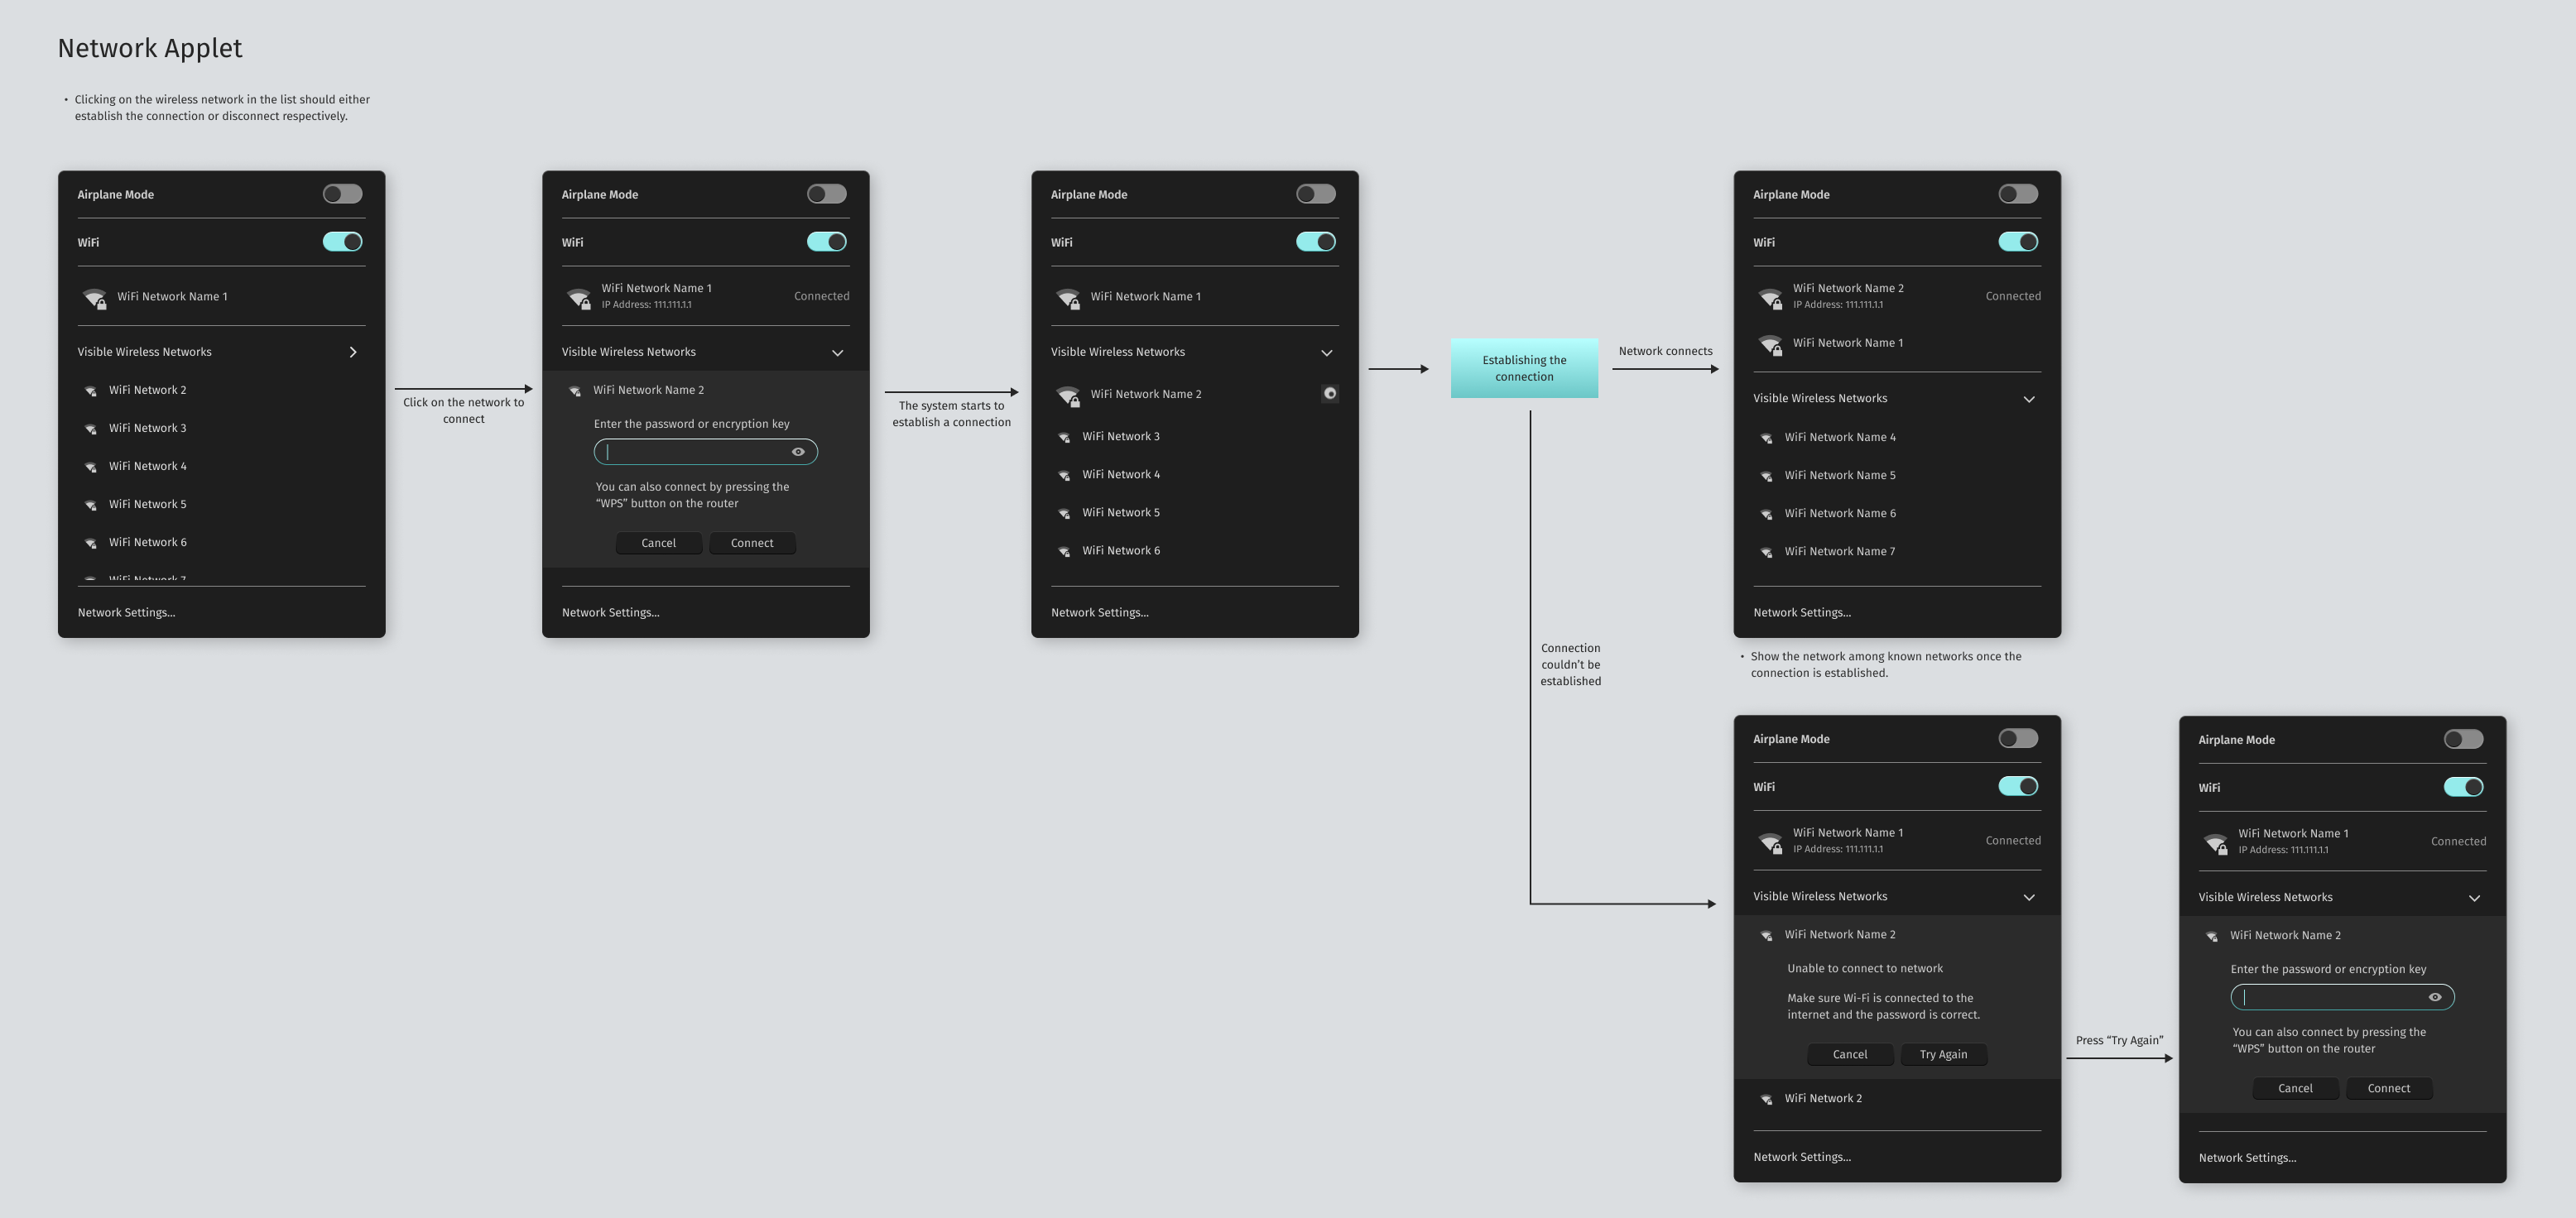 Network Applet
• Clicking on the wireless network in the list should either
establish the connection or disconnect respectively.
Airplane Mode
WiFi
WiFi Network Name 1
Visible Wireless Networks
WiFi Network 2
WiFi Network 3
WiFi Network 4
WiFi Network 5
WiFi Network 6
WiFi Network 7
Network Settings...
Click on the network to
connect
Airplane Mode
WiFi
WiFi Network Name 1
IP Address: 111.111.1.1
Connected
Visible Wireless Networks
WiFi Network Name 2
Enter the password or encryption key
You can also connect by pressing the
“WPS” button on the router
Cancel
Connect
Network Settings...
The system starts to
establish a connection
Airplane Mode
WiFi
WiFi Network Name 1
Visible Wireless Networks
WiFi Network Name 2
WiFi Network 3
WiFi Network 4
WiFi Network 5
WiFi Network 6
Network Settings...
Establishing the
connection
Network connects
Airplane Mode
WiFi
WiFi Network Name 2
IP Address: 111.111.1.1
Connected
WiFi Network Name 1
Visible Wireless Networks
WiFi Network Name 4
WiFi Network Name 5
WiFi Network Name 6
WiFi Network Name 7
Network Settings...
• Show the network among known networks once the
connection is established.
Connection
couldn’t be
established
Airplane Mode
WiFi
WiFi Network Name 1
IP Address: 111.111.1.1
Connected
Visible Wireless Networks
WiFi Network Name 2
Unable to connect to network
Make sure Wi-Fi is connected to the
internet and the password is correct.
Cancel
Try Again
WiFi Network 2
Network Settings...
Press “Try Again”
Airplane Mode
WiFi
WiFi Network Name 1
IP Address: 111.111.1.1
Connected
Visible Wireless Networks
WiFi Network Name 2
Enter the password or encryption key
You can also connect by pressing the
“WPS” button on the router
Cancel
Connect
Network Settings...